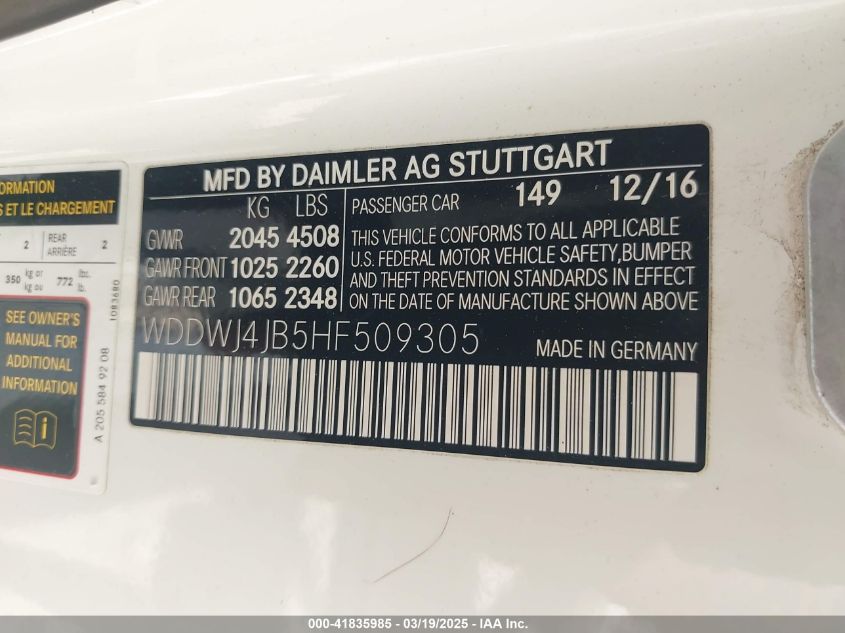 ORMATION
S ET LE CHARGEMENT
2
REAR
ARRIÈRE
2
350 kg or
kg ou
772 lbs.
lb.
SEE OWNER'S
MANUAL FOR
ADDITIONAL
INFORMATION
1083680
A 205 584 92 08
MFD BY DAIMLER AG STUTTGART
KG LBS
GVWR 2045 4508
GAWR FRONT 1025 2260
GAWR REAR 1065 2348
PASSENGER CAR 149 12/16
THIS VEHICLE CONFORMS TO ALL APPLICABLE
U.S. FEDERAL MOTOR VEHICLE SAFETY, BUMPER
AND THEFT PREVENTION STANDARDS IN EFFECT
ON THE DATE OF MANUFACTURE SHOWN ABOVE
WDDWJ4JB5HF509305
MADE IN GERMANY
000-41835985 - 03/19/2025 - IAA Inc.